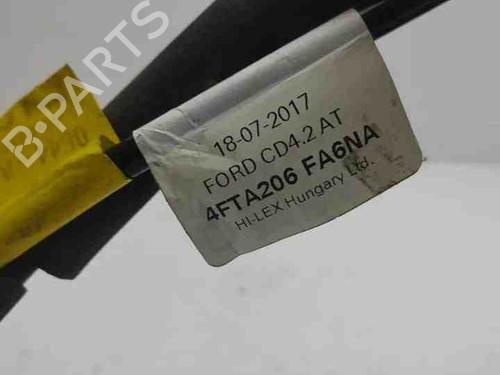 B-PARTS
18-07-2017
FORD CD4.2 AT
4FTA206 FA6NA
HI-LEX Hungary Ltd.